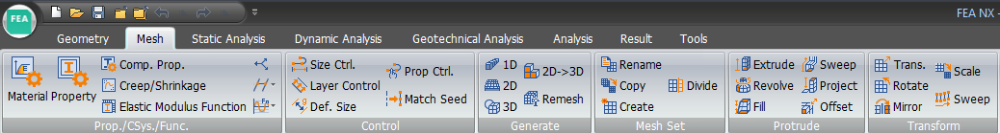 FEA NX -
FEA
Geometry Mesh Static Analysis Dynamic Analysis Geotechnical Analysis Analysis Result Tools
Material Property
Comp. Prop.
Creep/Shrinkage
Elastic Modulus Function
Prop./CSys./Func.
Size Ctrl.
Layer Control
Def. Size
Prop Ctrl.
Match Seed
Control
1D
2D
3D
2D->3D
Remesh
Generate
Rename
Copy
Create
Divide
Mesh Set
Extrude
Revolve
Fill
Sweep
Project
Offset
Protrude
Trans.
Rotate
Mirror
Scale
Sweep
Transform